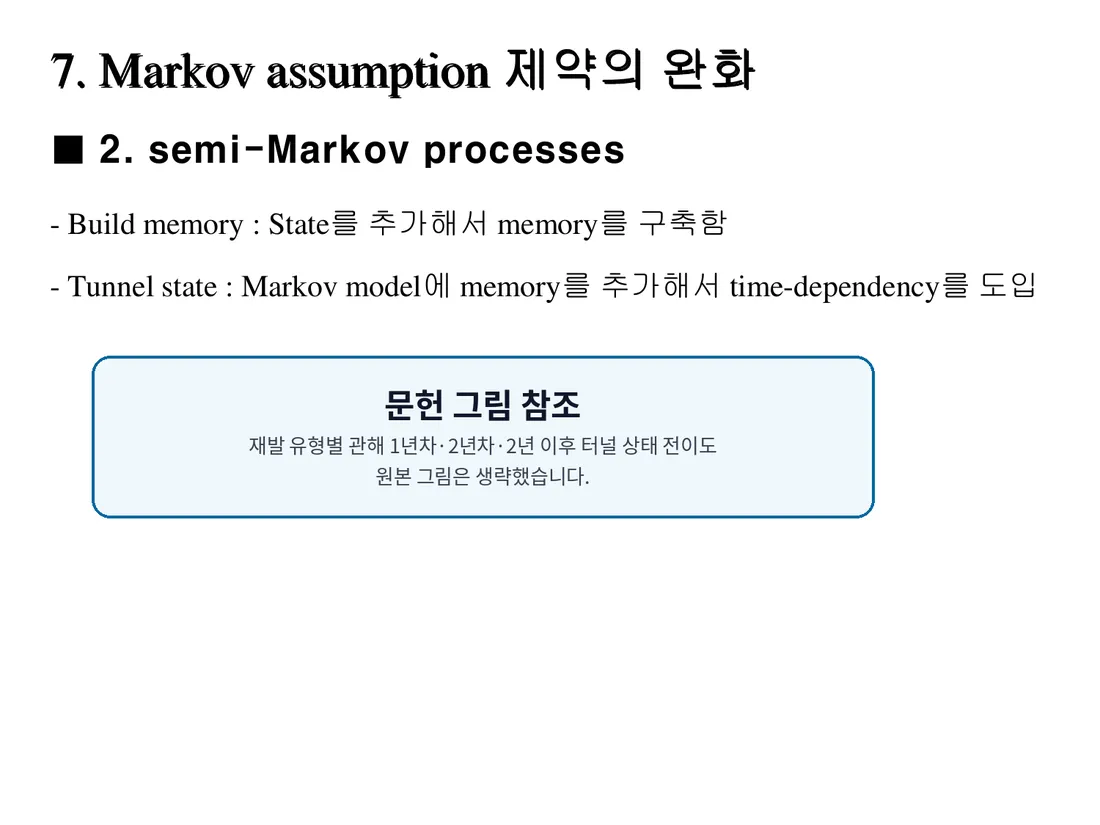 7. Markov assumption 제약의 완화
■ 2. semi-Markov processes
- Build memory : State를 추가해서 memory를 구축함
- Tunnel state : Markov model에 memory를 추가해서 time-dependency를 도입
문헌 그림 참조
재발 유형별 관해 1년차·2년차·2년 이후 터널 상태 전이도
원본 그림은 생략했습니다.